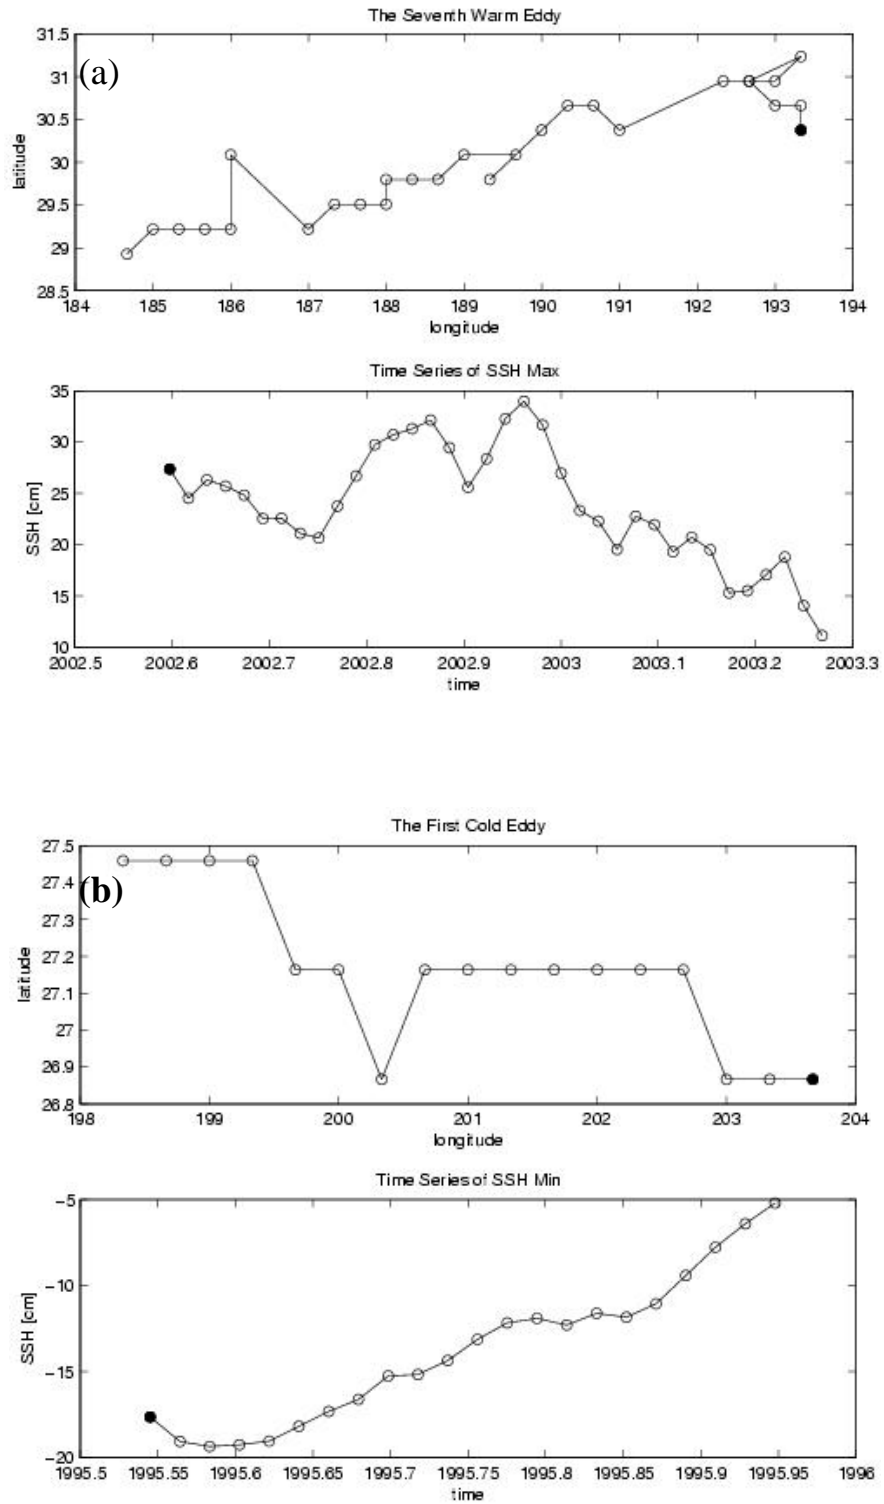 The Seventh Warm Eddy
(a)
31.5
31
30.5
30
29.5
29
28.5
latitude
184 185 186 187 188 189 190 191 192 193 194
longitude
Time Series of SSH Max
35
30
25
20
15
10
SSH [cm]
2002.5 2002.6 2002.7 2002.8 2002.9 2003 2003.1 2003.2 2003.3
time
The First Cold Eddy
(b)
27.5
27.4
27.3
27.2
27.1
27
26.9
26.8
latitude
198 199 200 201 202 203 204
longitude
Time Series of SSH Min
−5
−10
−15
−20
SSH [cm]
1995.5 1995.55 1995.6 1995.65 1995.7 1995.75 1995.8 1995.85 1995.9 1995.95 1996
time